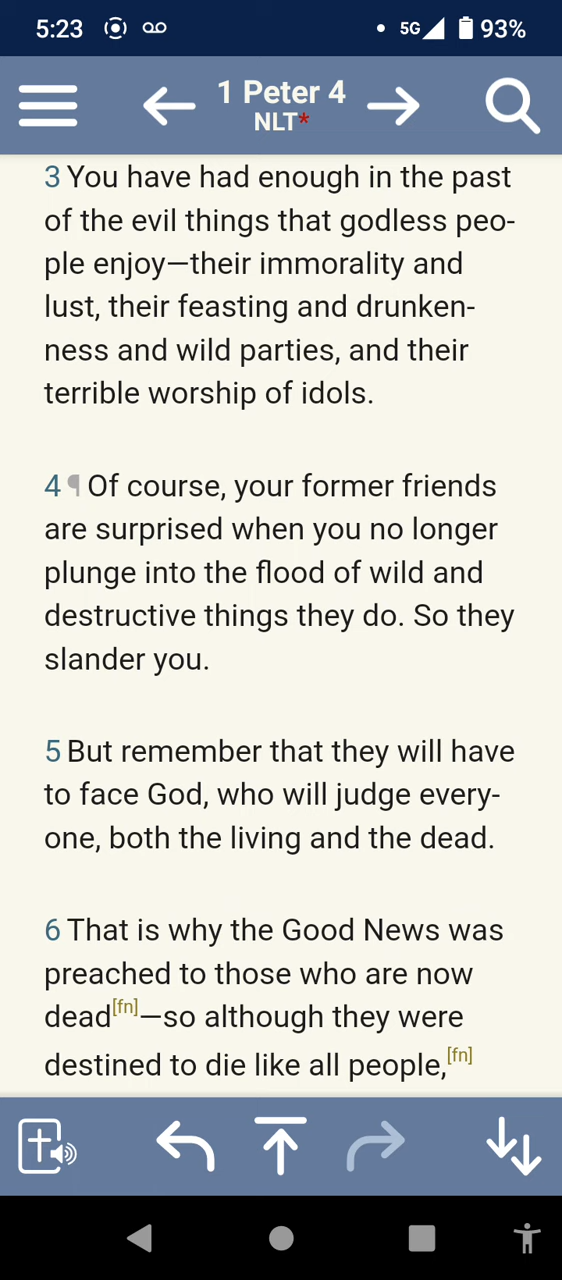 5:23 5G 93%
1 Peter 4
NLT*
3 You have had enough in the past
of the evil things that godless peo-
ple enjoy—their immorality and
lust, their feasting and drunken-
ness and wild parties, and their
terrible worship of idols.
4 ¶ Of course, your former friends
are surprised when you no longer
plunge into the flood of wild and
destructive things they do. So they
slander you.
5 But remember that they will have
to face God, who will judge every-
one, both the living and the dead.
6 That is why the Good News was
preached to those who are now
dead[fn]—so although they were
destined to die like all people,[fn]